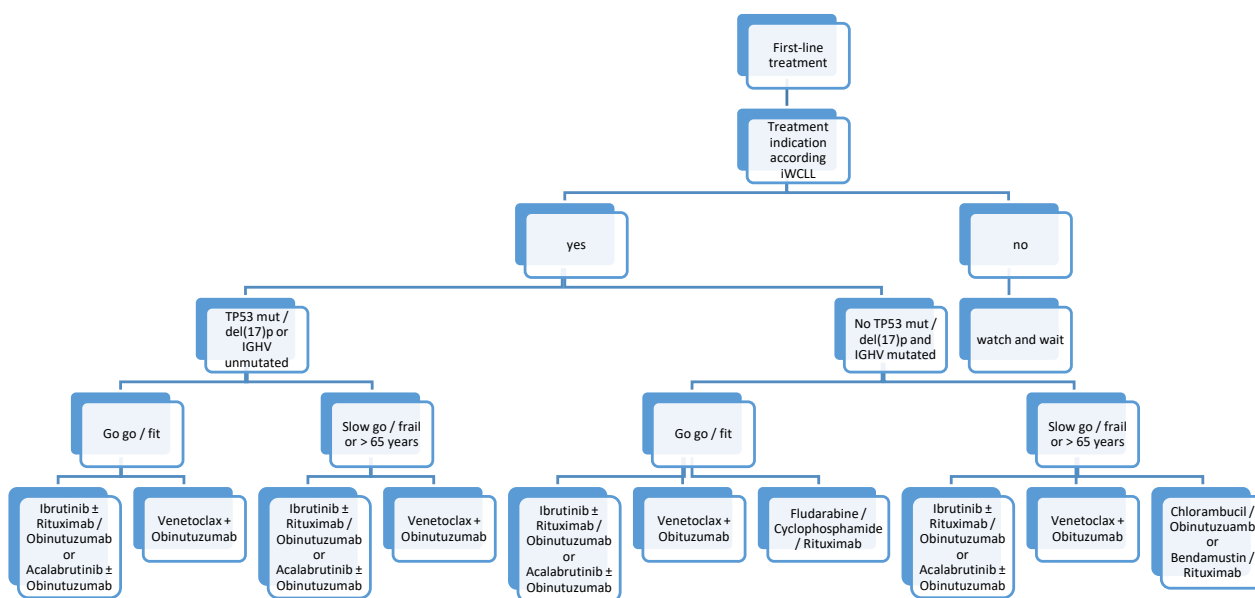 First-line
treatment
Treatment
indication
according
iWCLL
yes
no
TP53 mut /
del(17)p or
IGHV
unmutated
No TP53 mut /
del(17)p and
IGHV mutated
watch and wait
Go go / fit
Slow go / frail
or > 65 years
Go go / fit
Slow go / frail
or > 65 years
Ibrutinib ±
Rituximab /
Obinutuzumab
or
Acalabrutinib ±
Obinutuzumab
Venetoclax +
Obinutuzumab
Ibrutinib ±
Rituximab /
Obinutuzumab
or
Acalabrutinib ±
Obinutuzumab
Venetoclax +
Obinutuzumab
Ibrutinib ±
Rituximab /
Obinutuzumab
or
Acalabrutinib ±
Obinutuzumab
Venetoclax +
Obituzumab
Fludarabine /
Cyclophosphamide
/ Rituximab
Ibrutinib ±
Rituximab /
Obinutuzumab
or
Acalabrutinib ±
Obinutuzumab
Venetoclax +
Obituzumab
Chlorambucil /
Obinutuzuamb
or
Bendamustin /
Rituximab